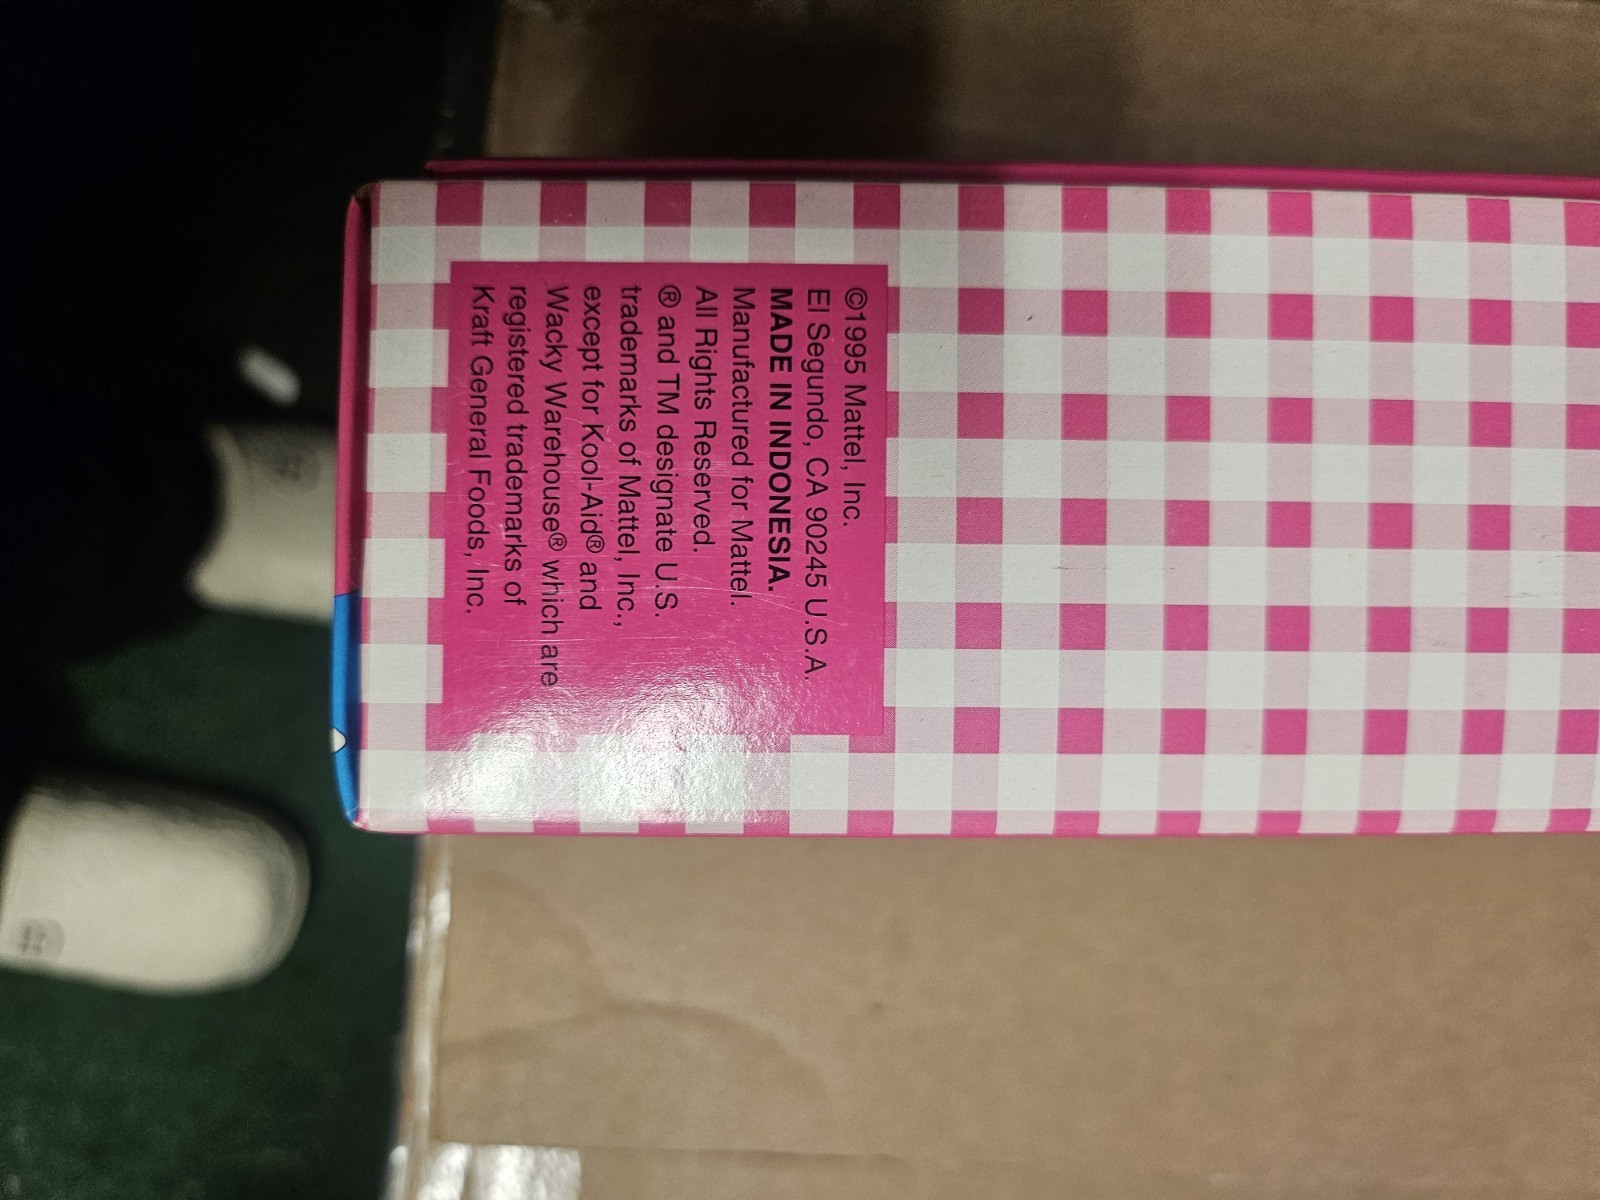 ©1995 Mattel, Inc.
El Segundo, CA 90245 U.S.A.
MADE IN INDONESIA.
Manufactured for Mattel.
All Rights Reserved.
® and TM designate U.S.
trademarks of Mattel, Inc.,
except for Kool-Aid® and
Wacky Warehouse® which are
registered trademarks of
Kraft General Foods, Inc.